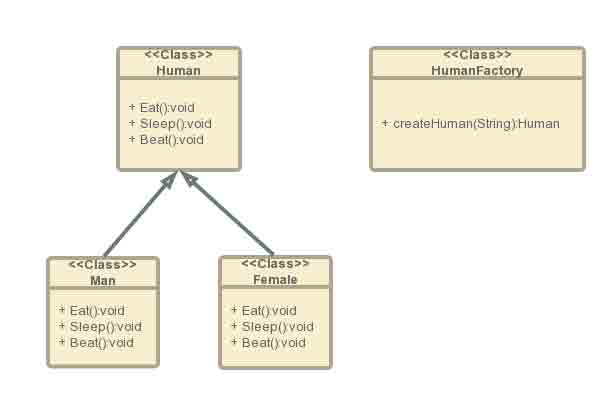 <<Class>>
Human
+ Eat():void
+ Sleep():void
+ Beat():void
<<Class>>
HumanFactory
+ createHuman(String):Human
<<Class>>
Man
+ Eat():void
+ Sleep():void
+ Beat():void
<<Class>>
Female
+ Eat():void
+ Sleep():void
+ Beat():void